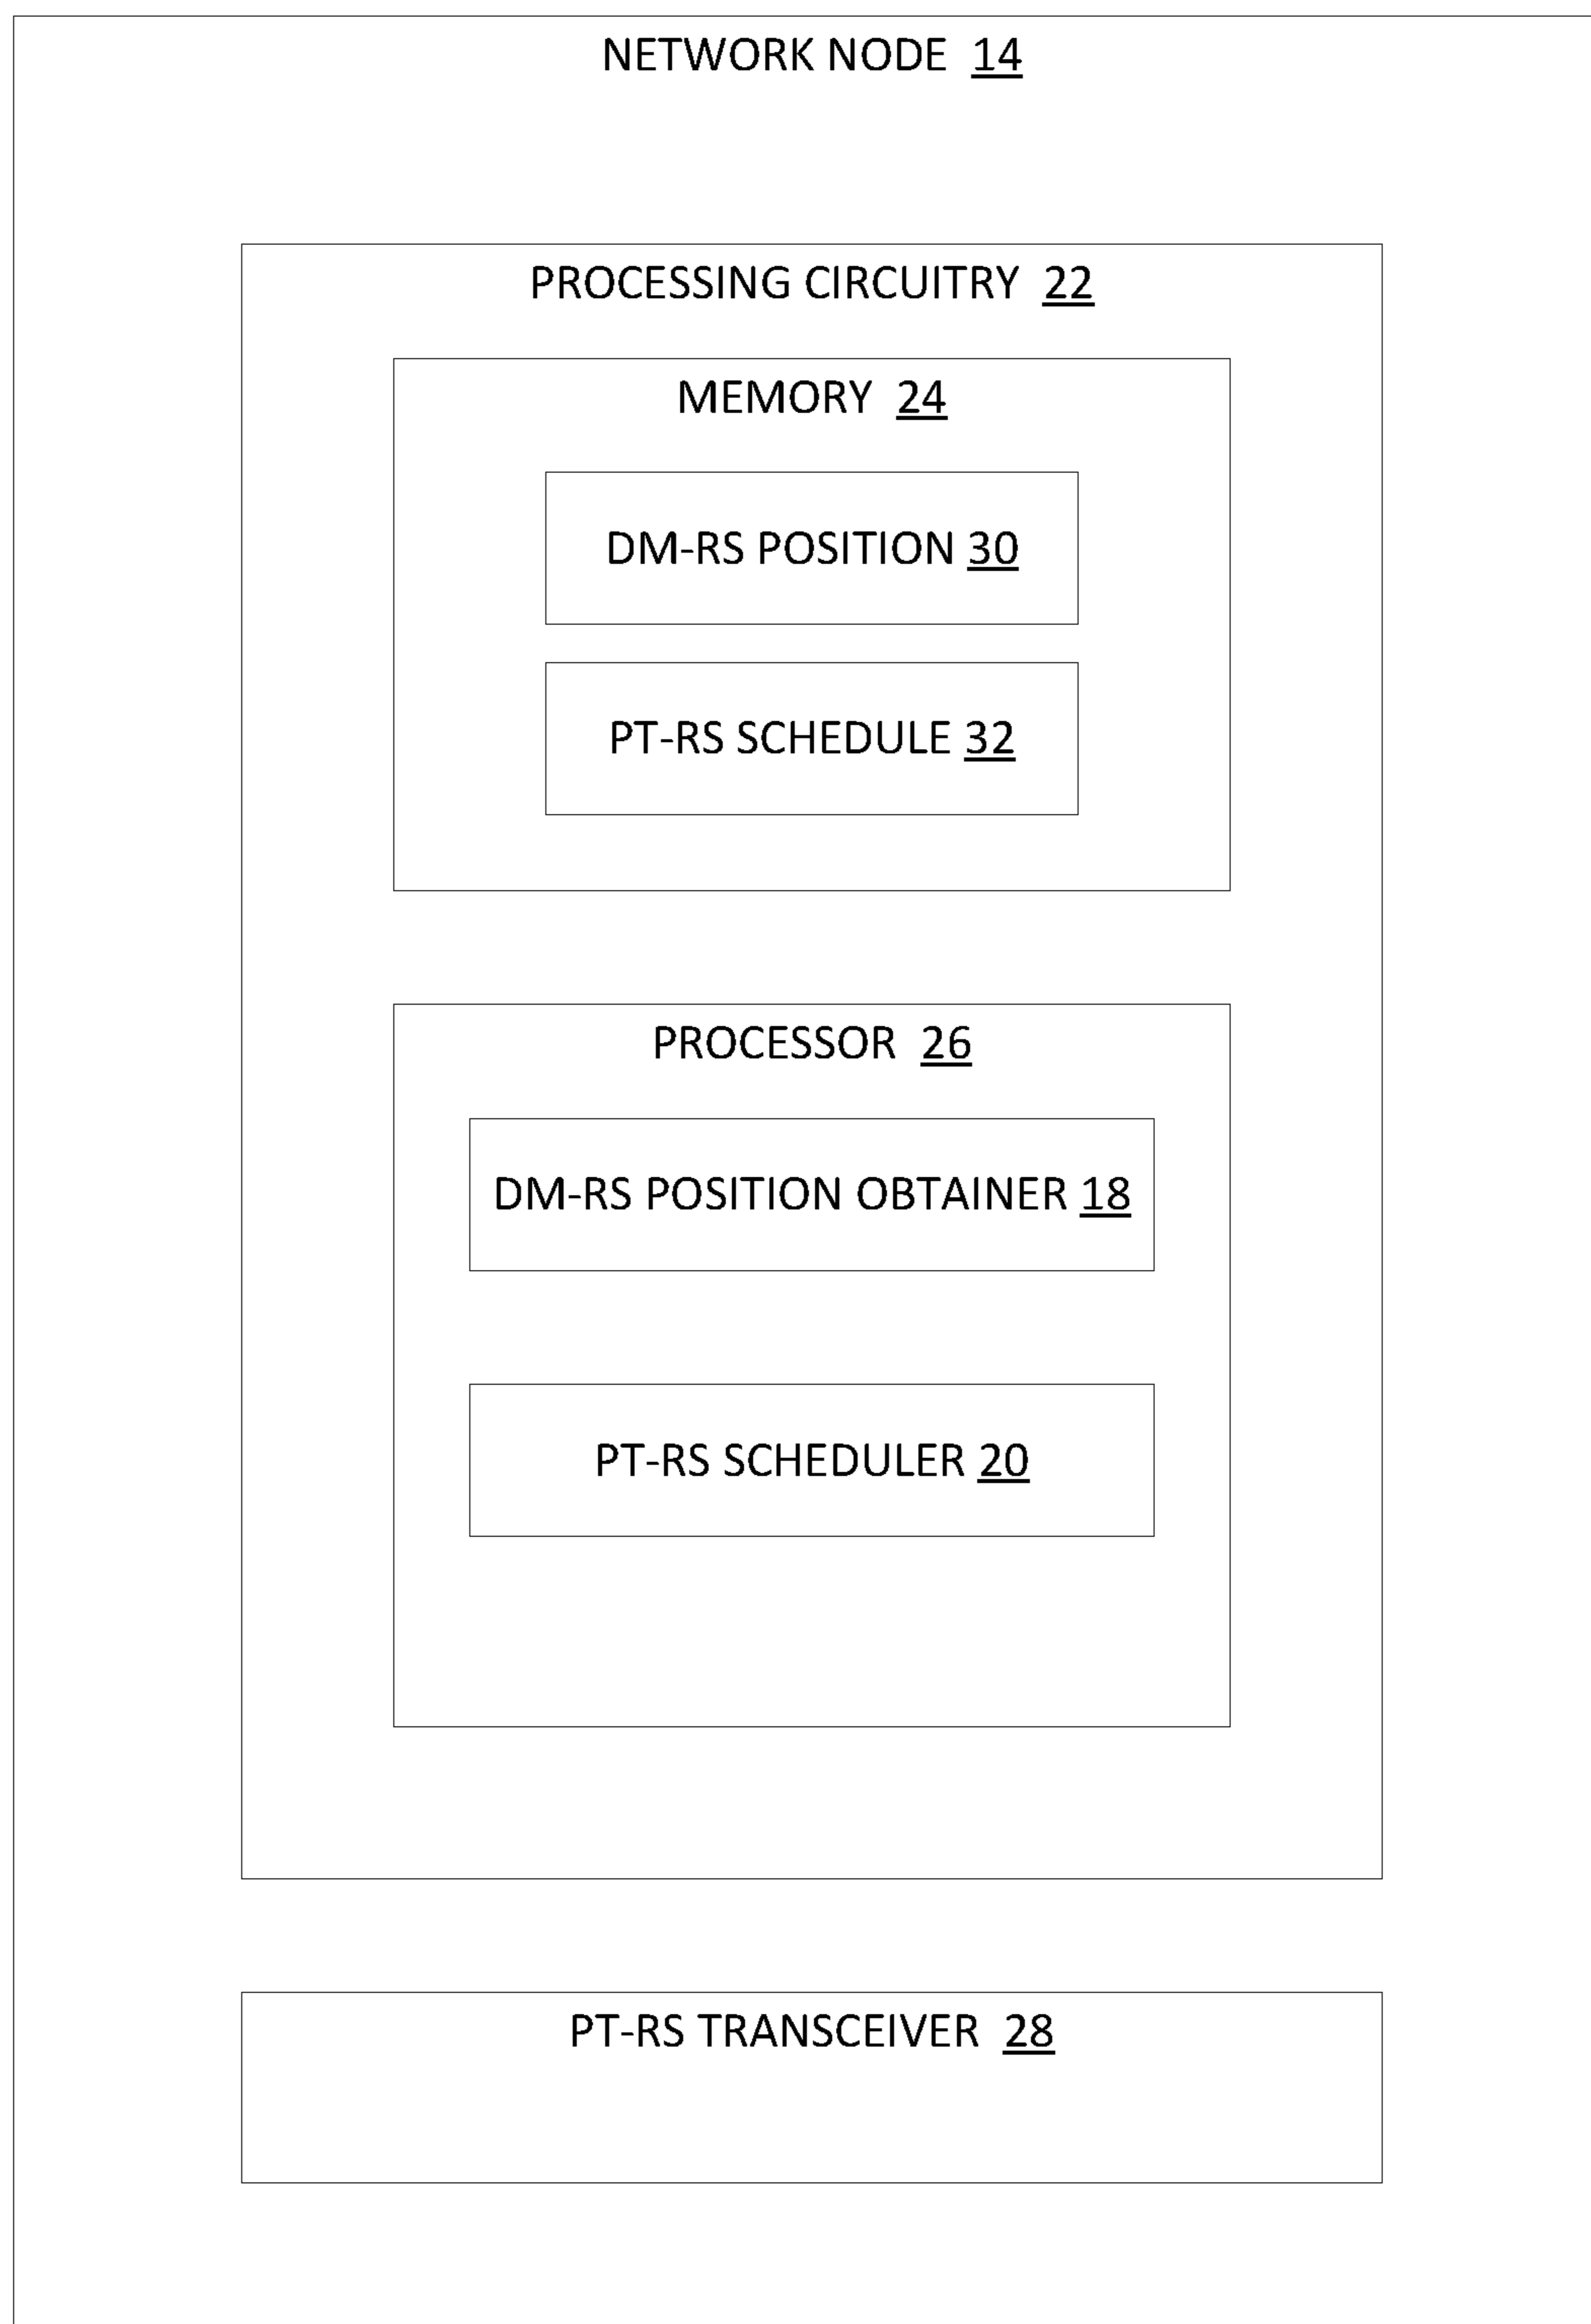 NETWORK NODE 14
PROCESSING CIRCUITRY 22
MEMORY 24
DM-RS POSITION 30
PT-RS SCHEDULE 32
PROCESSOR 26
DM-RS POSITION OBTAINER 18
PT-RS SCHEDULER 20
PT-RS TRANSCEIVER 28